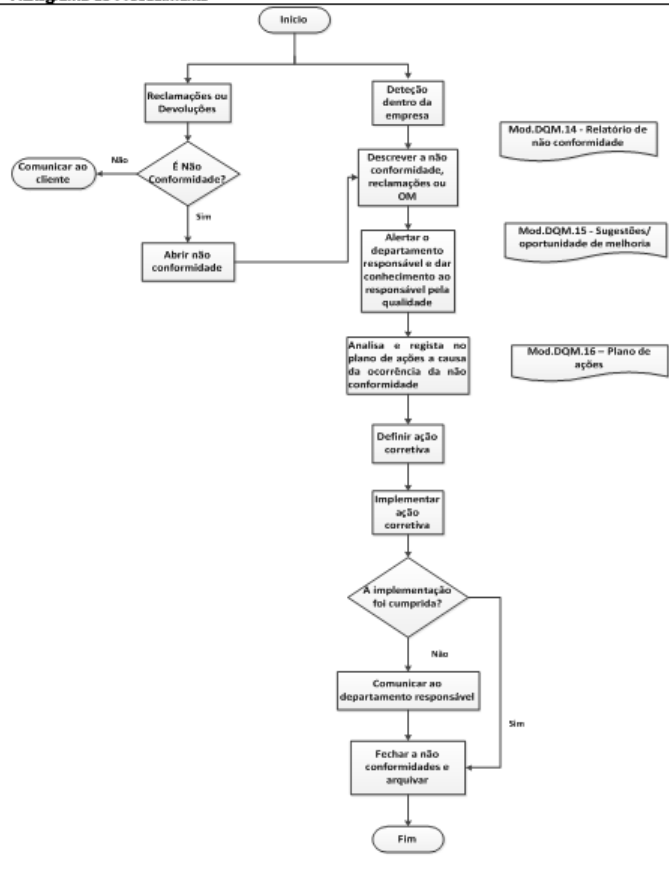 Início
Reclamações ou
Devoluções
Deteção
dentro da
empresa
Mod.DQM.14 - Relatório de
não conformidade
Comunicar ao
cliente
Não
É Não
Conformidade?
Descrever a não
conformidade,
reclamações ou
OM
Sim
Abrir não
conformidade
Alertar o
departamento
responsável e dar
conhecimento ao
responsável pela
qualidade
Mod.DQM.15 - Sugestões/
oportunidade de melhoria
Analisa e regista no
plano de ações a causa
da ocorrência da não
conformidade
Mod.DQM.16 – Plano de
ações
Definir ação
corretiva
Implementar
ação
corretiva
A implementação
foi cumprida?
Não
Comunicar ao
departamento responsável
Sim
Fechar a não
conformidades e
arquivar
Fim